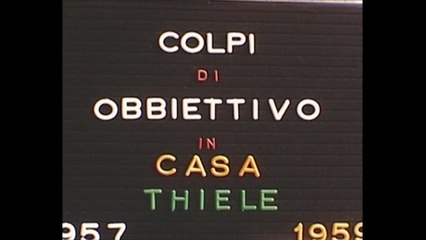 COLPI
DI
OBBIETTIVO
IN
CASA
THIELE
957 1959